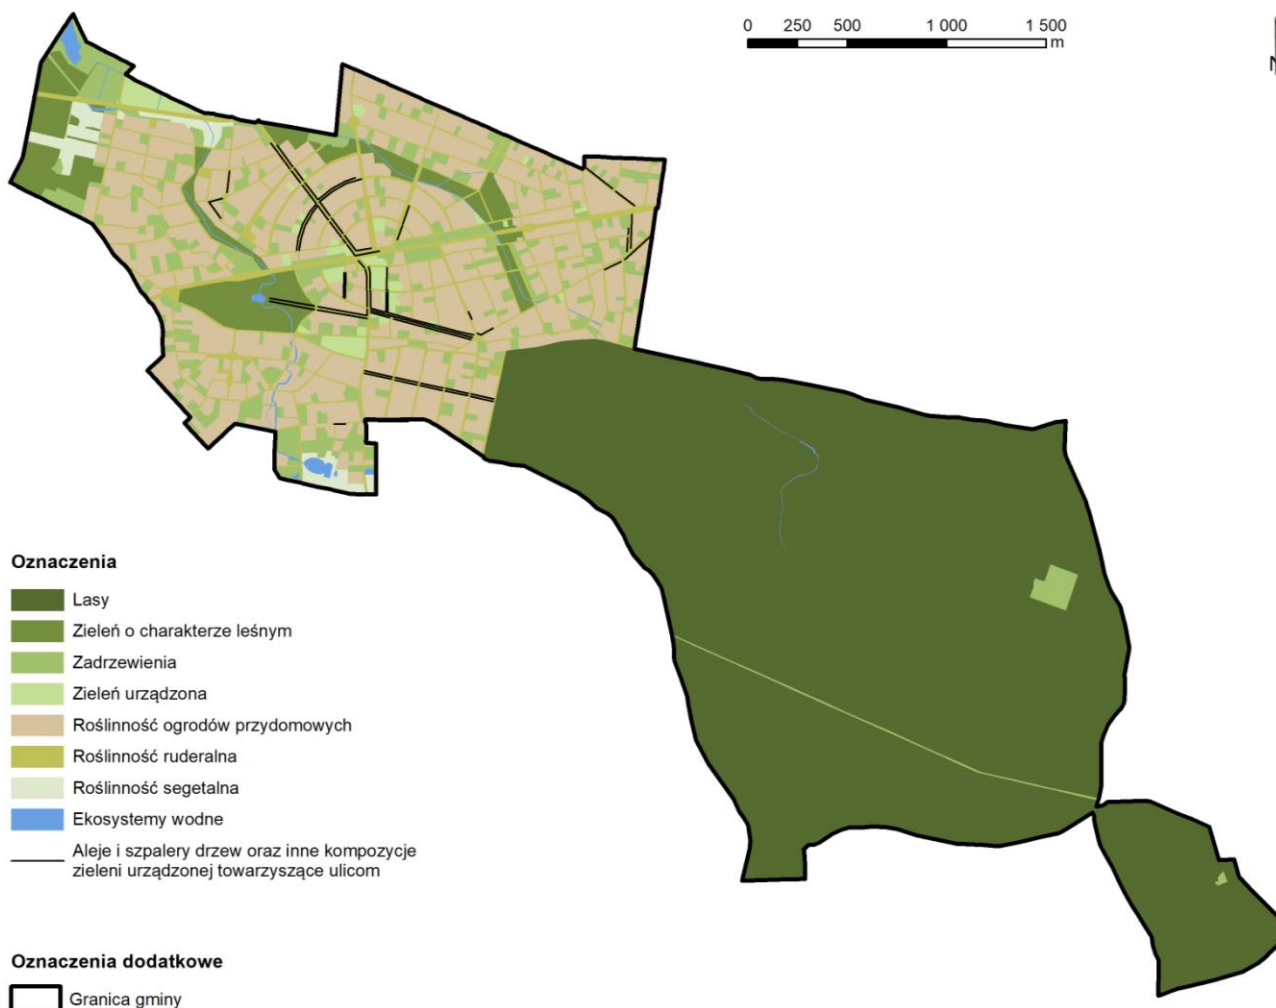 0 250 500 1 000 1 500
m
N
Oznaczenia
Lasy
Zieleń o charakterze leśnym
Zadrzewienia
Zieleń urządzona
Roślinność ogrodów przydomowych
Roślinność ruderalna
Roślinność segetalna
Ekosystemy wodne
Aleje i szpalery drzew oraz inne kompozycje
zieleni urządzonej towarzyszące ulicom
Oznaczenia dodatkowe
Granica gminy